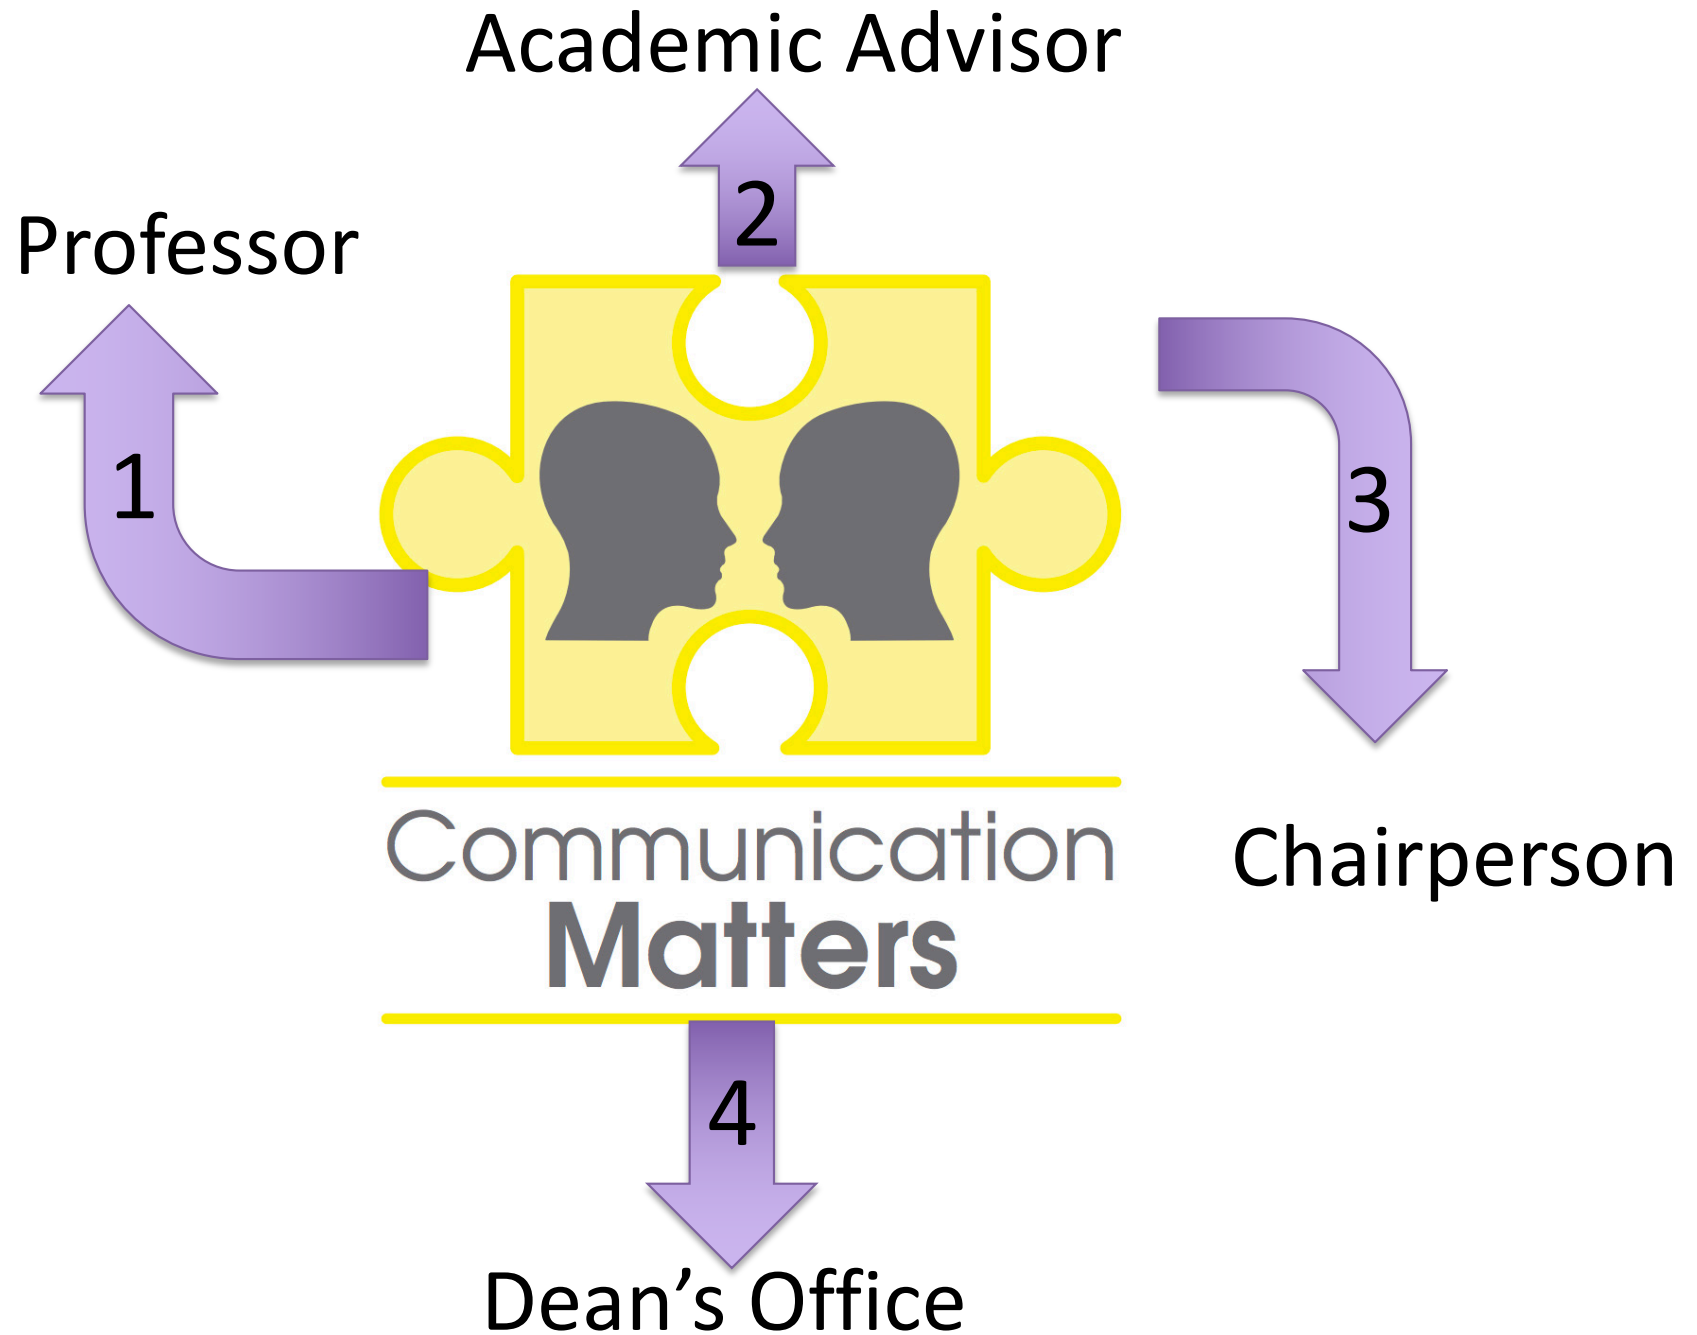 Academic Advisor
2
Professor
1
3
Communication
Matters
Chairperson
4
Dean’s Office